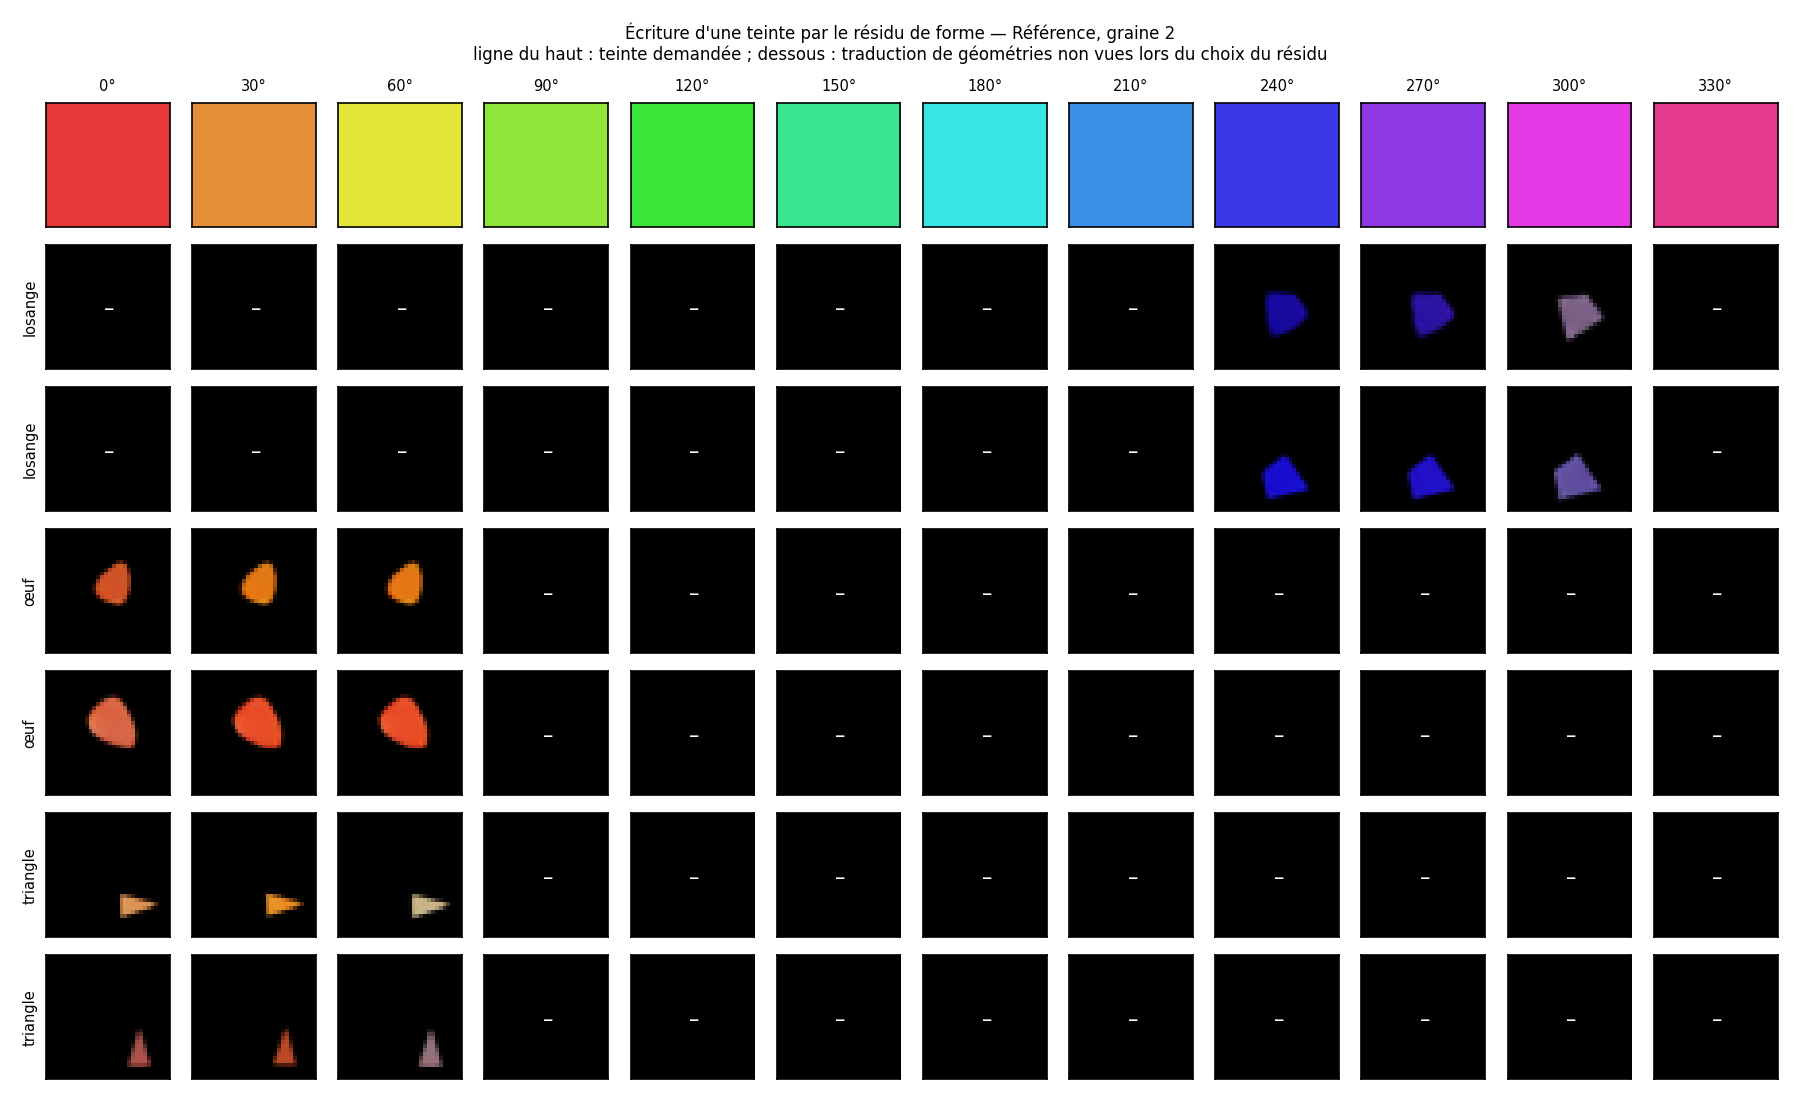 Écriture d'une teinte par le résidu de forme — Référence, graine 2
ligne du haut : teinte demandée ; dessous : traduction de géométries non vues lors du choix du résidu
0° 30° 60° 90° 120° 150° 180° 210° 240° 270° 300° 330°
losange – – – – – – – – –
losange – – – – – – – – –
œuf – – – – – – – – –
œuf – – – – – – – – –
triangle – – – – – – – – –
triangle – – – – – – – – –